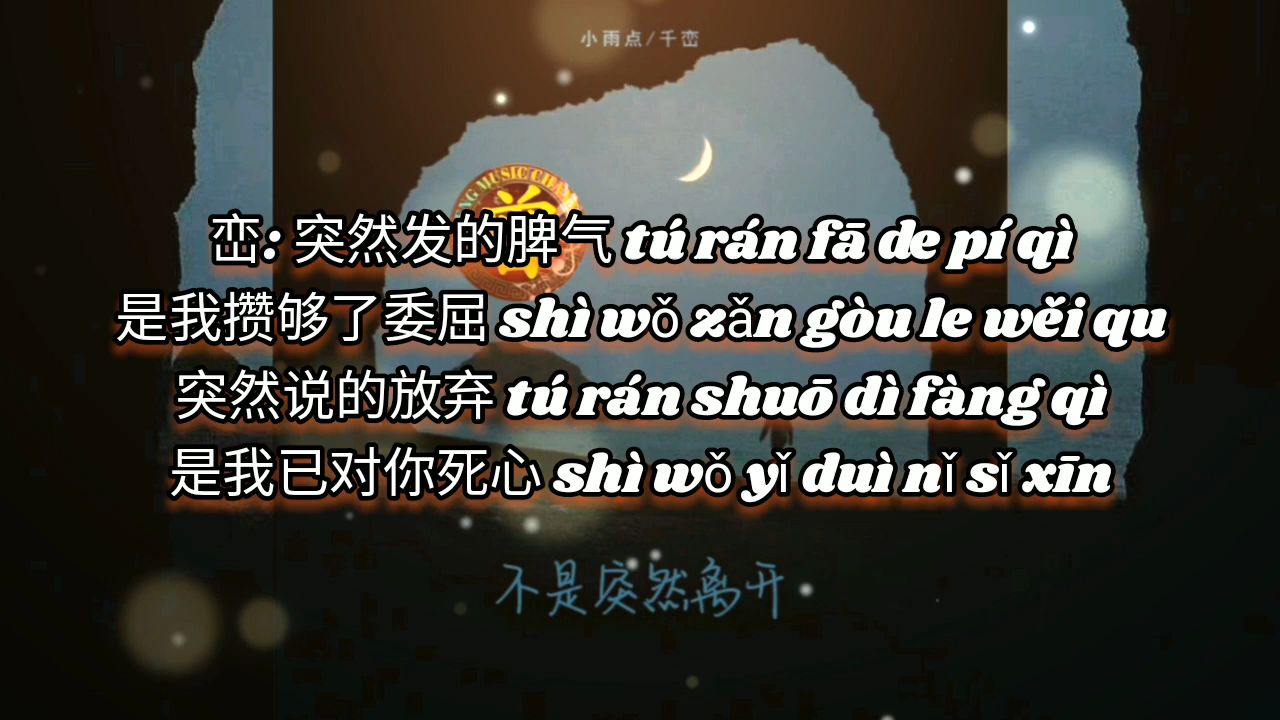 小雨点/千峦
峦: 突然发的脾气 tú rán fā de pí qì
是我攒够了委屈 shì wǒ zǎn gòu le wěi qu
突然说的放弃 tú rán shuō dì fàng qì
是我已对你死心 shì wǒ yǐ duì nǐ sǐ xīn
不是突然离开